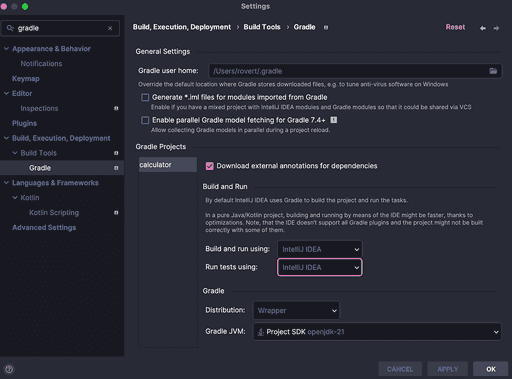 Settings
gradle
Appearance & Behavior
Notifications
Keymap
Editor
Inspections
Plugins
Build, Execution, Deployment
Build Tools
Gradle
Languages & Frameworks
Kotlin
Kotlin Scripting
Advanced Settings
Build, Execution, Deployment › Build Tools › Gradle
Reset
General Settings
Gradle user home: /Users/rovert/.gradle
Override the default location where Gradle stores downloaded files, e.g. to tune anti-virus software on Windows
Generate *.iml files for modules imported from Gradle
Enable if you have a mixed project with IntelliJ IDEA modules and Gradle modules so that it could be shared via VCS
Enable parallel Gradle model fetching for Gradle 7.4+
Allow collecting Gradle models in parallel during a project reload.
Gradle Projects
calculator
Download external annotations for dependencies
Build and Run
By default IntelliJ IDEA uses Gradle to build the project and run the tasks.
In a pure Java/Kotlin project, building and running by means of the IDE might be faster, thanks to
optimizations. Note, that the IDE doesn't support all Gradle plugins and the project might not be built
correctly with some of them.
Build and run using: IntelliJ IDEA
Run tests using: IntelliJ IDEA
Gradle
Distribution: Wrapper
Gradle JVM: Project SDK openjdk-21
?
CANCEL
APPLY
OK